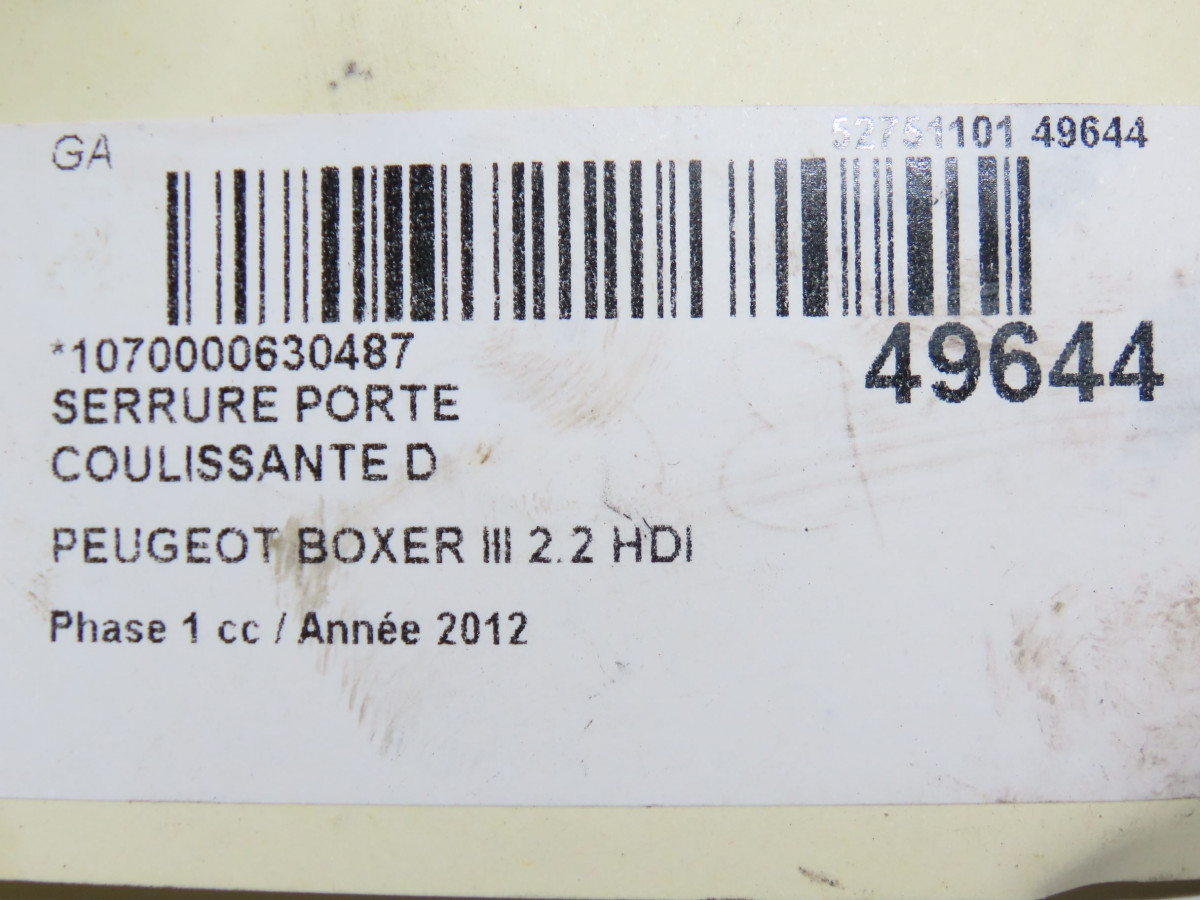 GA
52751101 49644
*1070000630487
49644
SERRURE PORTE
COULISSANTE D
PEUGEOT BOXER III 2.2 HDI
Phase 1 cc / Année 2012